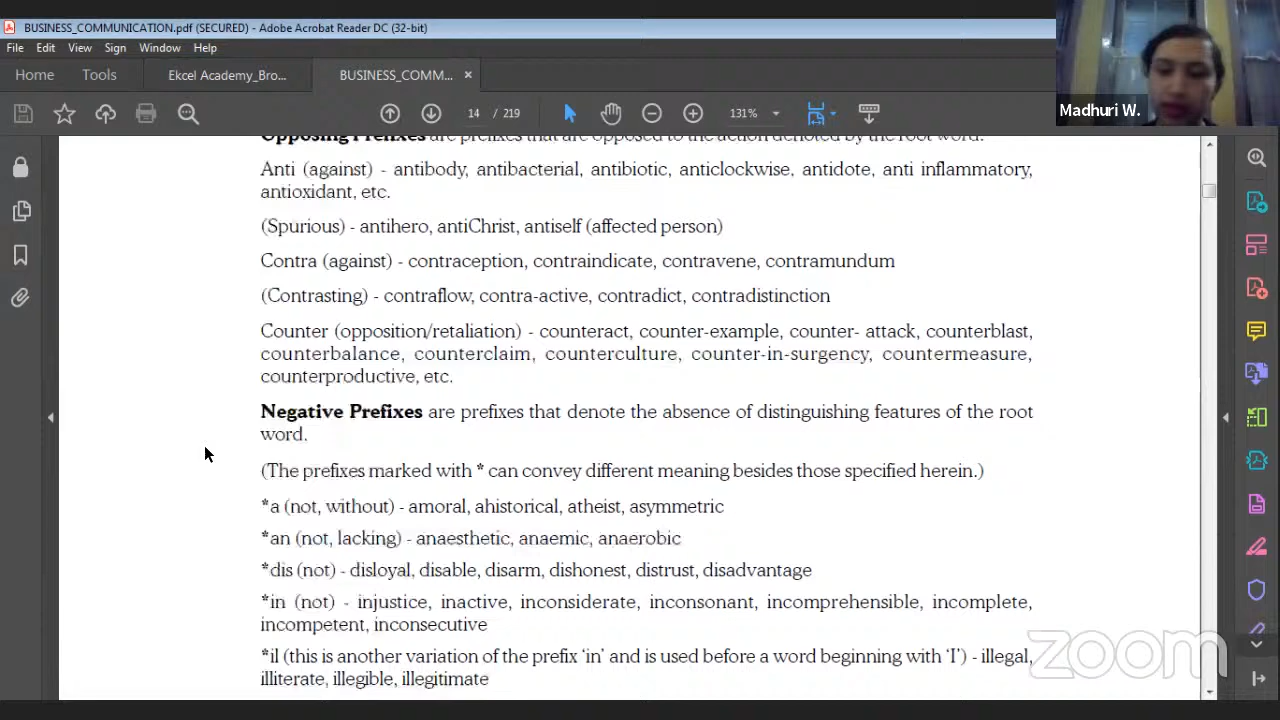 BUSINESS_COMMUNICATION.pdf (SECURED) - Adobe Acrobat Reader DC (32-bit)
File Edit View Sign Window Help
Home Tools Ekcel Academy_Bro... BUSINESS_COMM... ×
14 / 219 131%
Madhuri W.
Opposing Prefixes are prefixes that are opposed to the action denoted by the root word.
Anti (against) - antibody, antibacterial, antibiotic, anticlockwise, antidote, anti inflammatory,
antioxidant, etc.
(Spurious) - antihero, antiChrist, antiself (affected person)
Contra (against) - contraception, contraindicate, contravene, contramundum
(Contrasting) - contraflow, contra-active, contradict, contradistinction
Counter (opposition/retaliation) - counteract, counter-example, counter- attack, counterblast,
counterbalance, counterclaim, counterculture, counter-in-surgency, countermeasure,
counterproductive, etc.
Negative Prefixes are prefixes that denote the absence of distinguishing features of the root
word.
(The prefixes marked with * can convey different meaning besides those specified herein.)
*a (not, without) - amoral, ahistorical, atheist, asymmetric
*an (not, lacking) - anaesthetic, anaemic, anaerobic
*dis (not) - disloyal, disable, disarm, dishonest, distrust, disadvantage
*in (not) - injustice, inactive, inconsiderate, inconsonant, incomprehensible, incomplete,
incompetent, inconsecutive
*il (this is another variation of the prefix ‘in’ and is used before a word beginning with ‘I’) - illegal,
illiterate, illegible, illegitimate
zoom